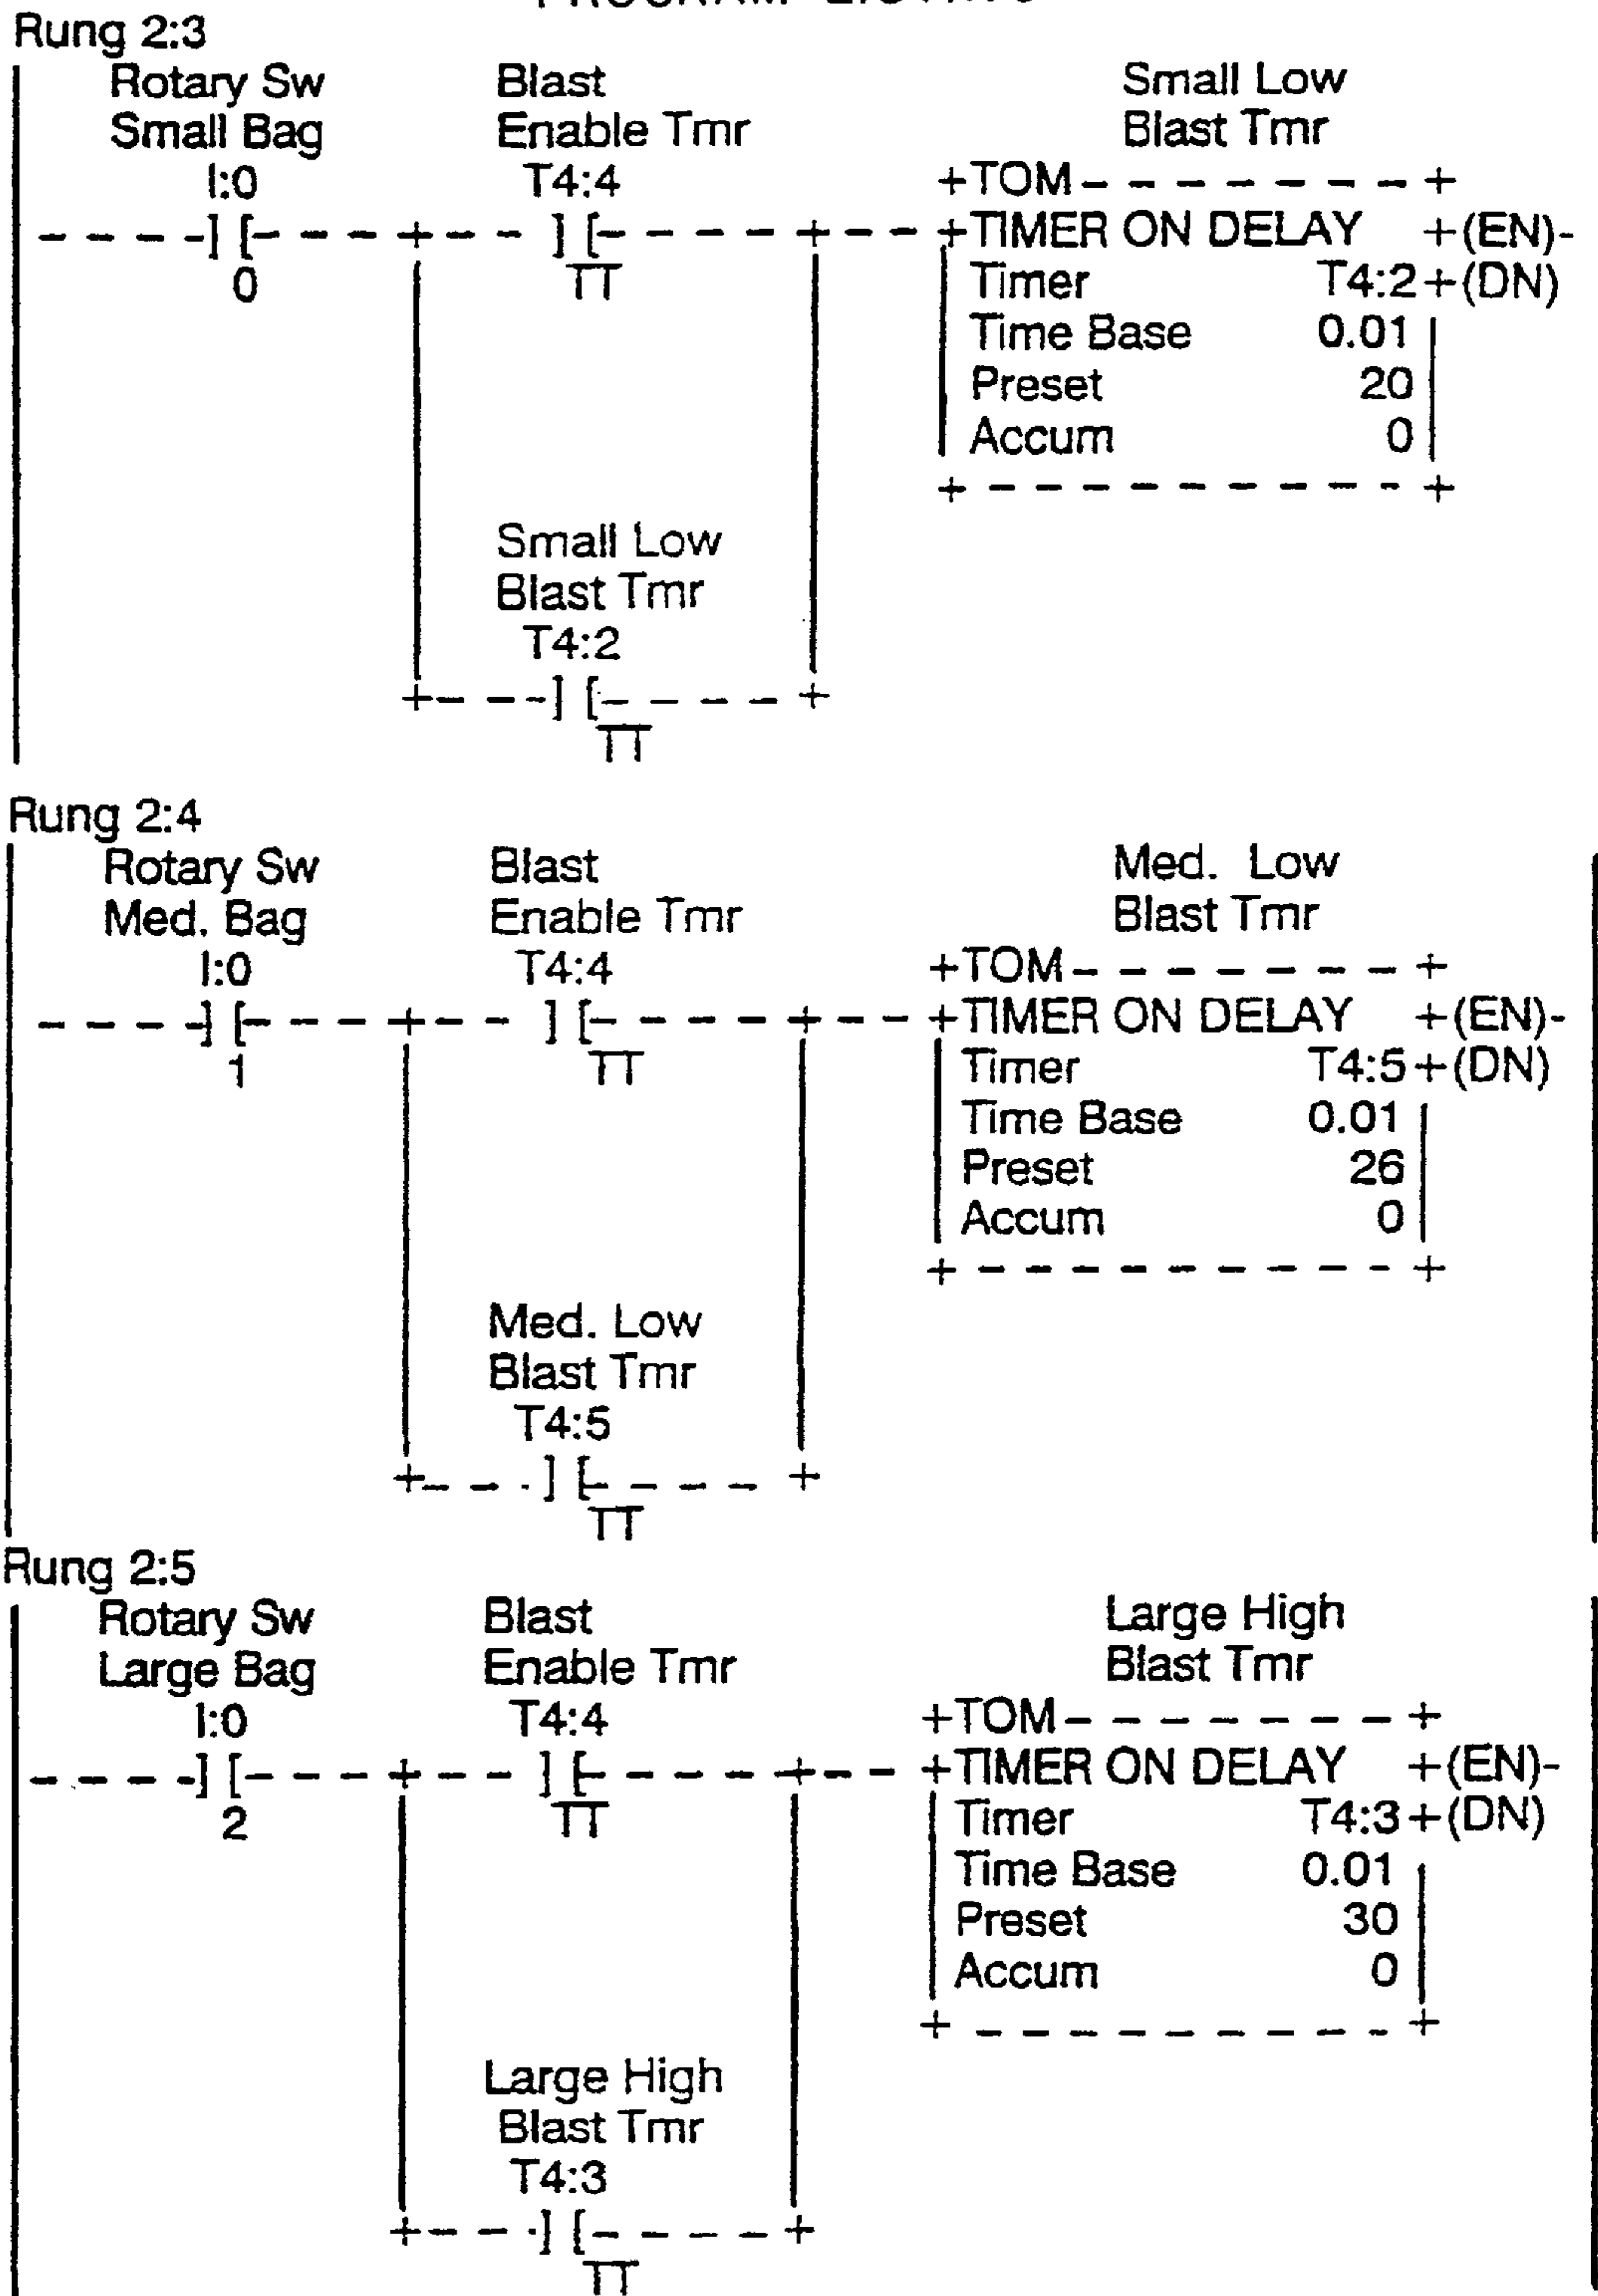 Rung 2:3
Rotary Sw Blast Small Low
Small Bag Enable Tmr Blast Tmr
I:0 T4:4 +TOM- - - - - - - +
- - - -] [- - - + - - ] [- - - - - + - - +TIMER ON DELAY +(EN)-
0 TT Timer T4:2+(DN)
Time Base 0.01
Preset 20
Accum 0
+ - - - - - - - - - - +
Small Low
Blast Tmr
T4:2
+- - -] [- - - - - +
TT
Rung 2:4
Rotary Sw Blast Med. Low
Med. Bag Enable Tmr Blast Tmr
I:0 T4:4 +TOM- - - - - - - +
- - - -] [- - - + - - ] [- - - - - + - - +TIMER ON DELAY +(EN)-
1 TT Timer T4:5+(DN)
Time Base 0.01
Preset 26
Accum 0
+ - - - - - - - - - - +
Med. Low
Blast Tmr
T4:5
+- - -] [- - - - +
TT
Rung 2:5
Rotary Sw Blast Large High
Large Bag Enable Tmr Blast Tmr
I:0 T4:4 +TOM- - - - - - - +
- - - -] [- - - + - - ] [- - - - - + - - +TIMER ON DELAY +(EN)-
2 TT Timer T4:3+(DN)
Time Base 0.01
Preset 30
Accum 0
+ - - - - - - - - - +
Large High
Blast Tmr
T4:3
+- - -] [- - - - - +
TT